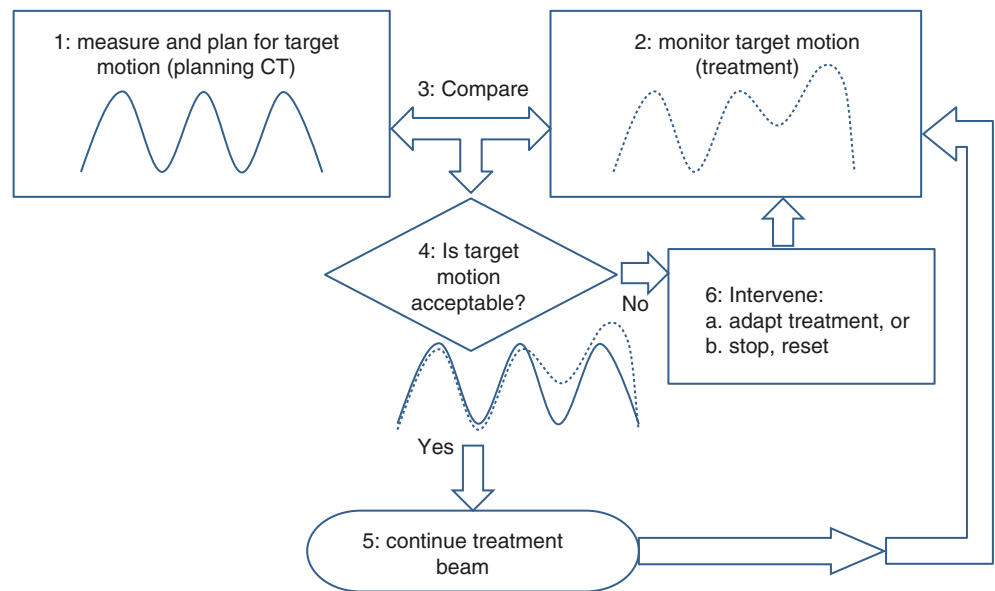 1: measure and plan for target
motion (planning CT)
2: monitor target motion
(treatment)
3: Compare
4: Is target
motion
acceptable?
No
6: Intervene:
a. adapt treatment, or
b. stop, reset
Yes
5: continue treatment
beam